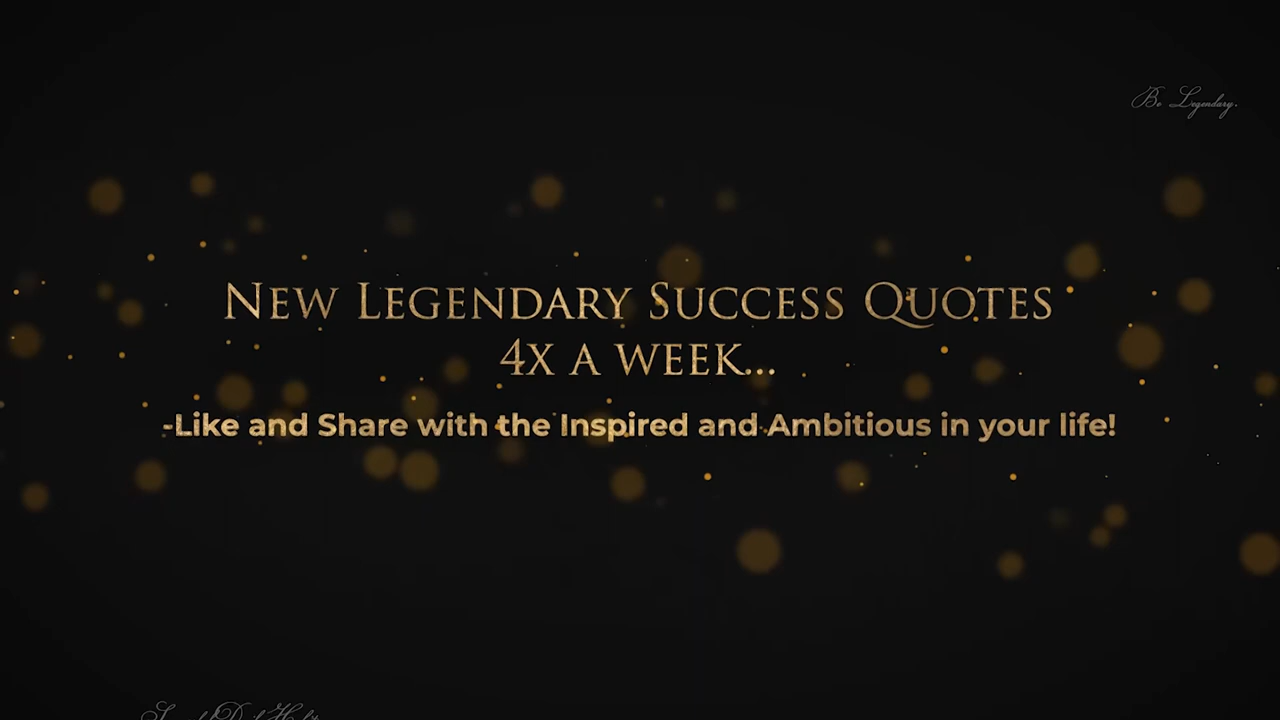 Be Legendary.
New Legendary Success Quotes
4x a week...
-Like and Share with the Inspired and Ambitious in your life!